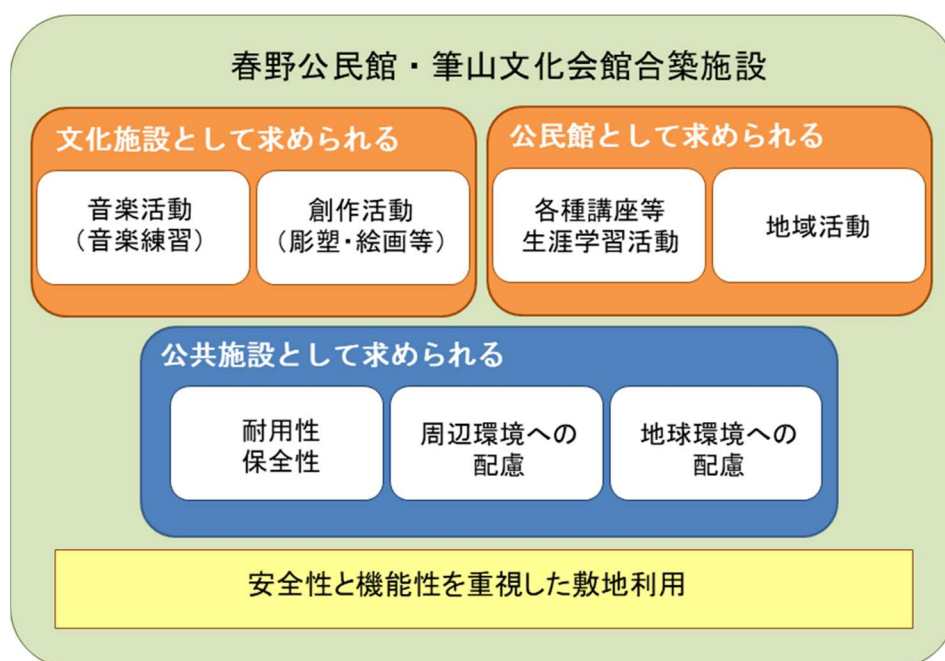 春野公民館・筆山文化会館合築施設
文化施設として求められる
音楽活動
（音楽練習）
創作活動
（彫塑・絵画等）
公民館として求められる
各種講座等
生涯学習活動
地域活動
公共施設として求められる
耐用性
保全性
周辺環境への
配慮
地球環境への
配慮
安全性と機能性を重視した敷地利用